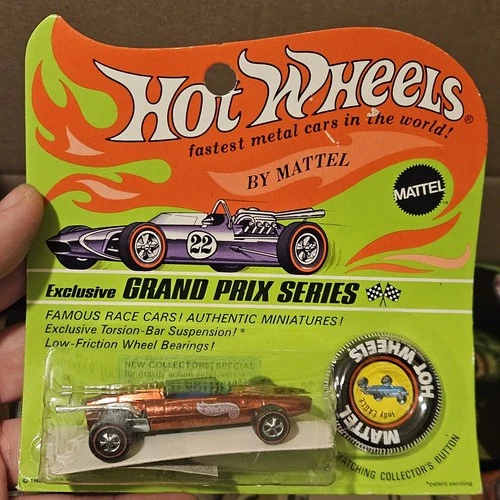 Hot Wheels®
fastest metal cars in the world!
BY MATTEL
MATTEL
22
Exclusive GRAND PRIX SERIES
FAMOUS RACE CARS! AUTHENTIC MINIATURES!
Exclusive Torsion-Bar Suspension!*
Low-Friction Wheel Bearings!
NEW COLLECTORS' SPECIAL
HOT WHEELS
Indy Eagle
MATTEL
MATCHING COLLECTOR'S BUTTON
*patent pending